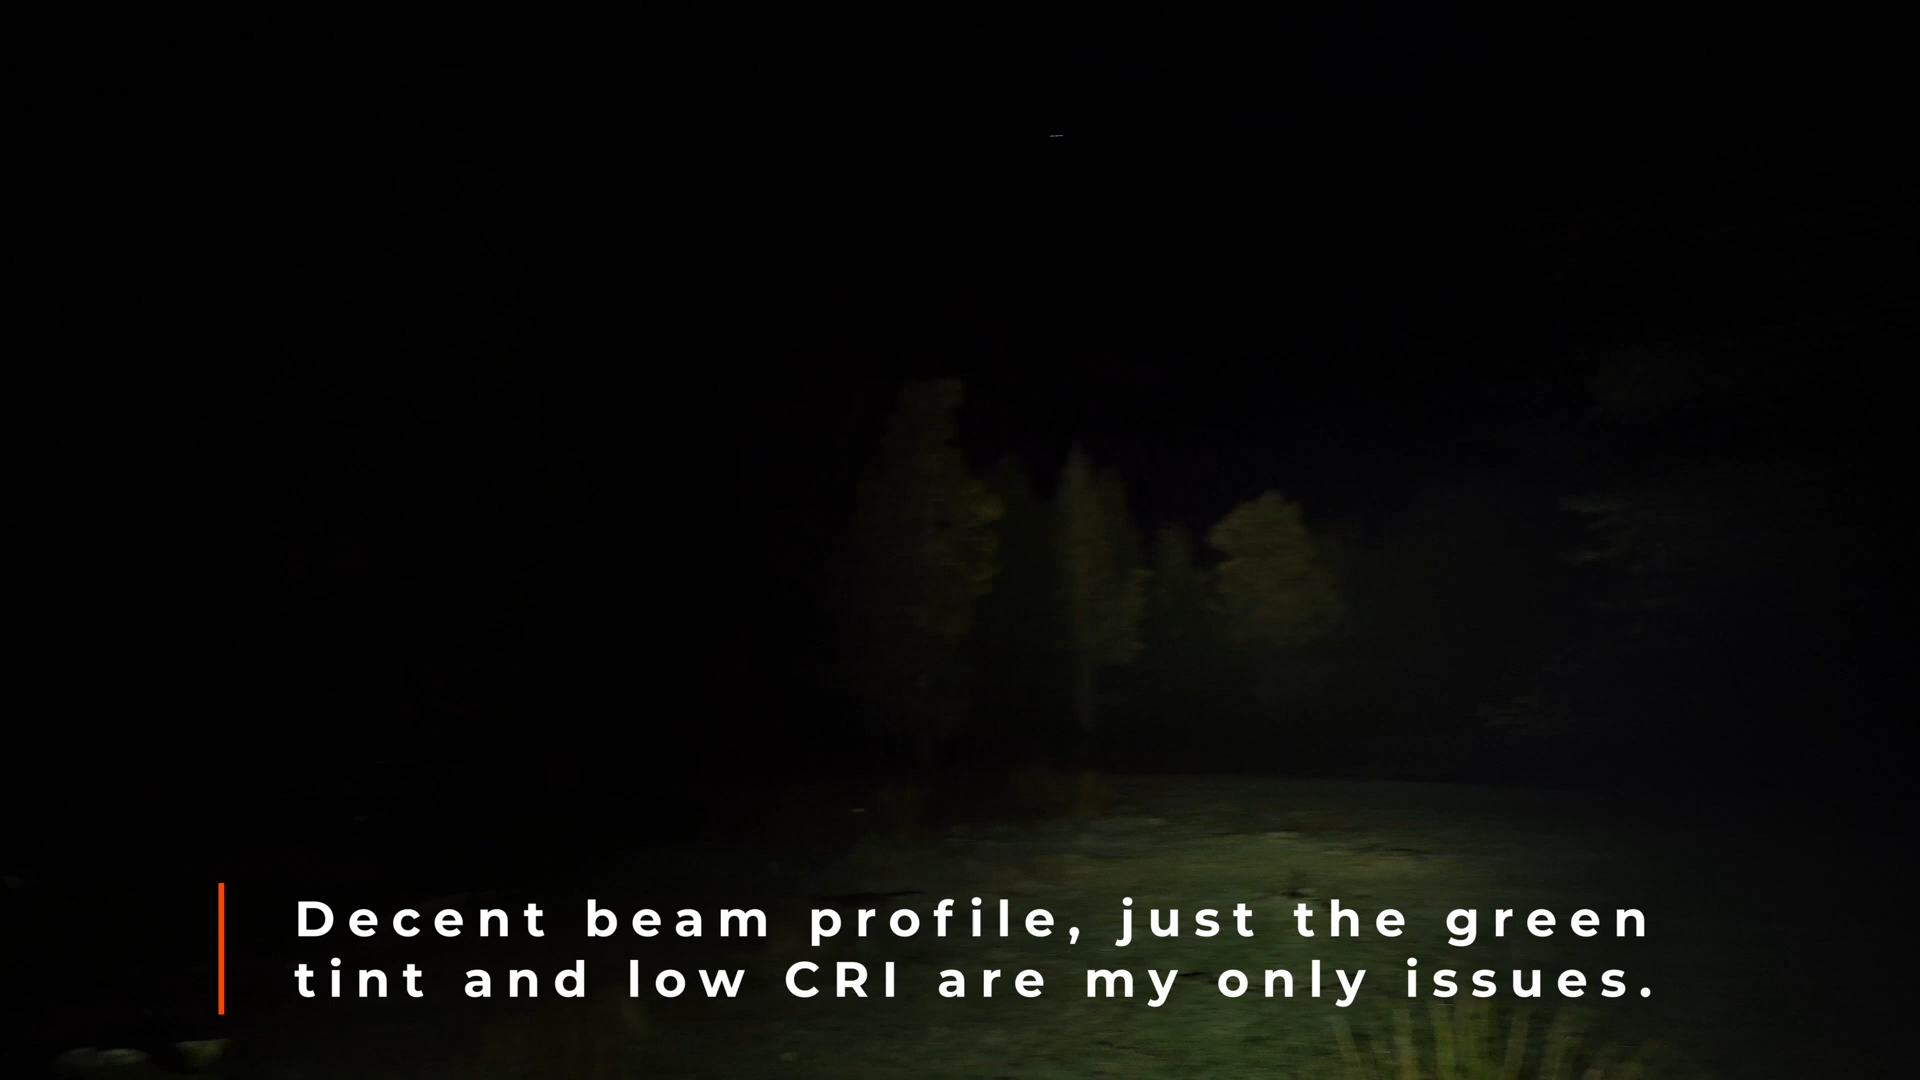 Decent beam profile, just the green
tint and low CRI are my only issues.